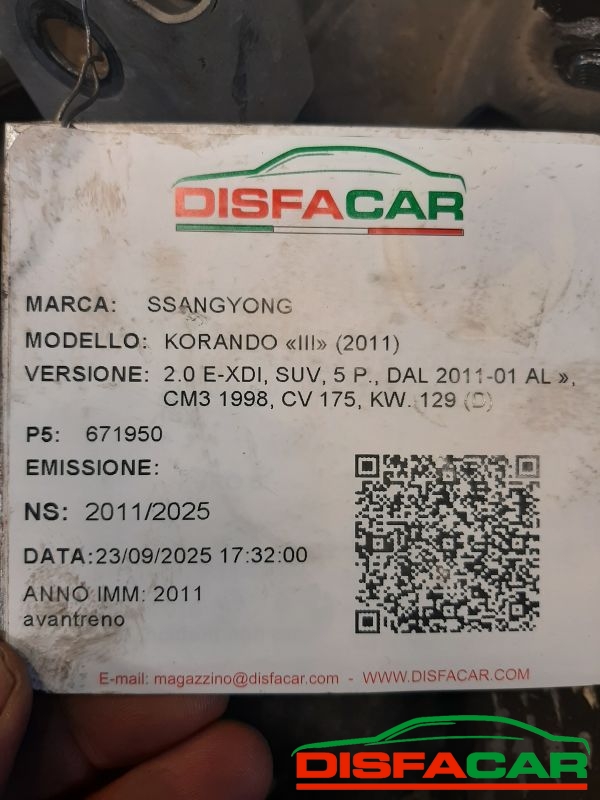 DISFACAR
MARCA: SSANGYONG
MODELLO: KORANDO «III» (2011)
VERSIONE: 2.0 E-XDI, SUV, 5 P., DAL 2011-01 AL »,
CM3 1998, CV 175, KW. 129 (D)
P5: 671950
EMISSIONE:
NS: 2011/2025
DATA:23/09/2025 17:32:00
ANNO IMM: 2011
avantreno
E-mail: magazzino@disfacar.com - WWW.DISFACAR.COM
DISFACAR